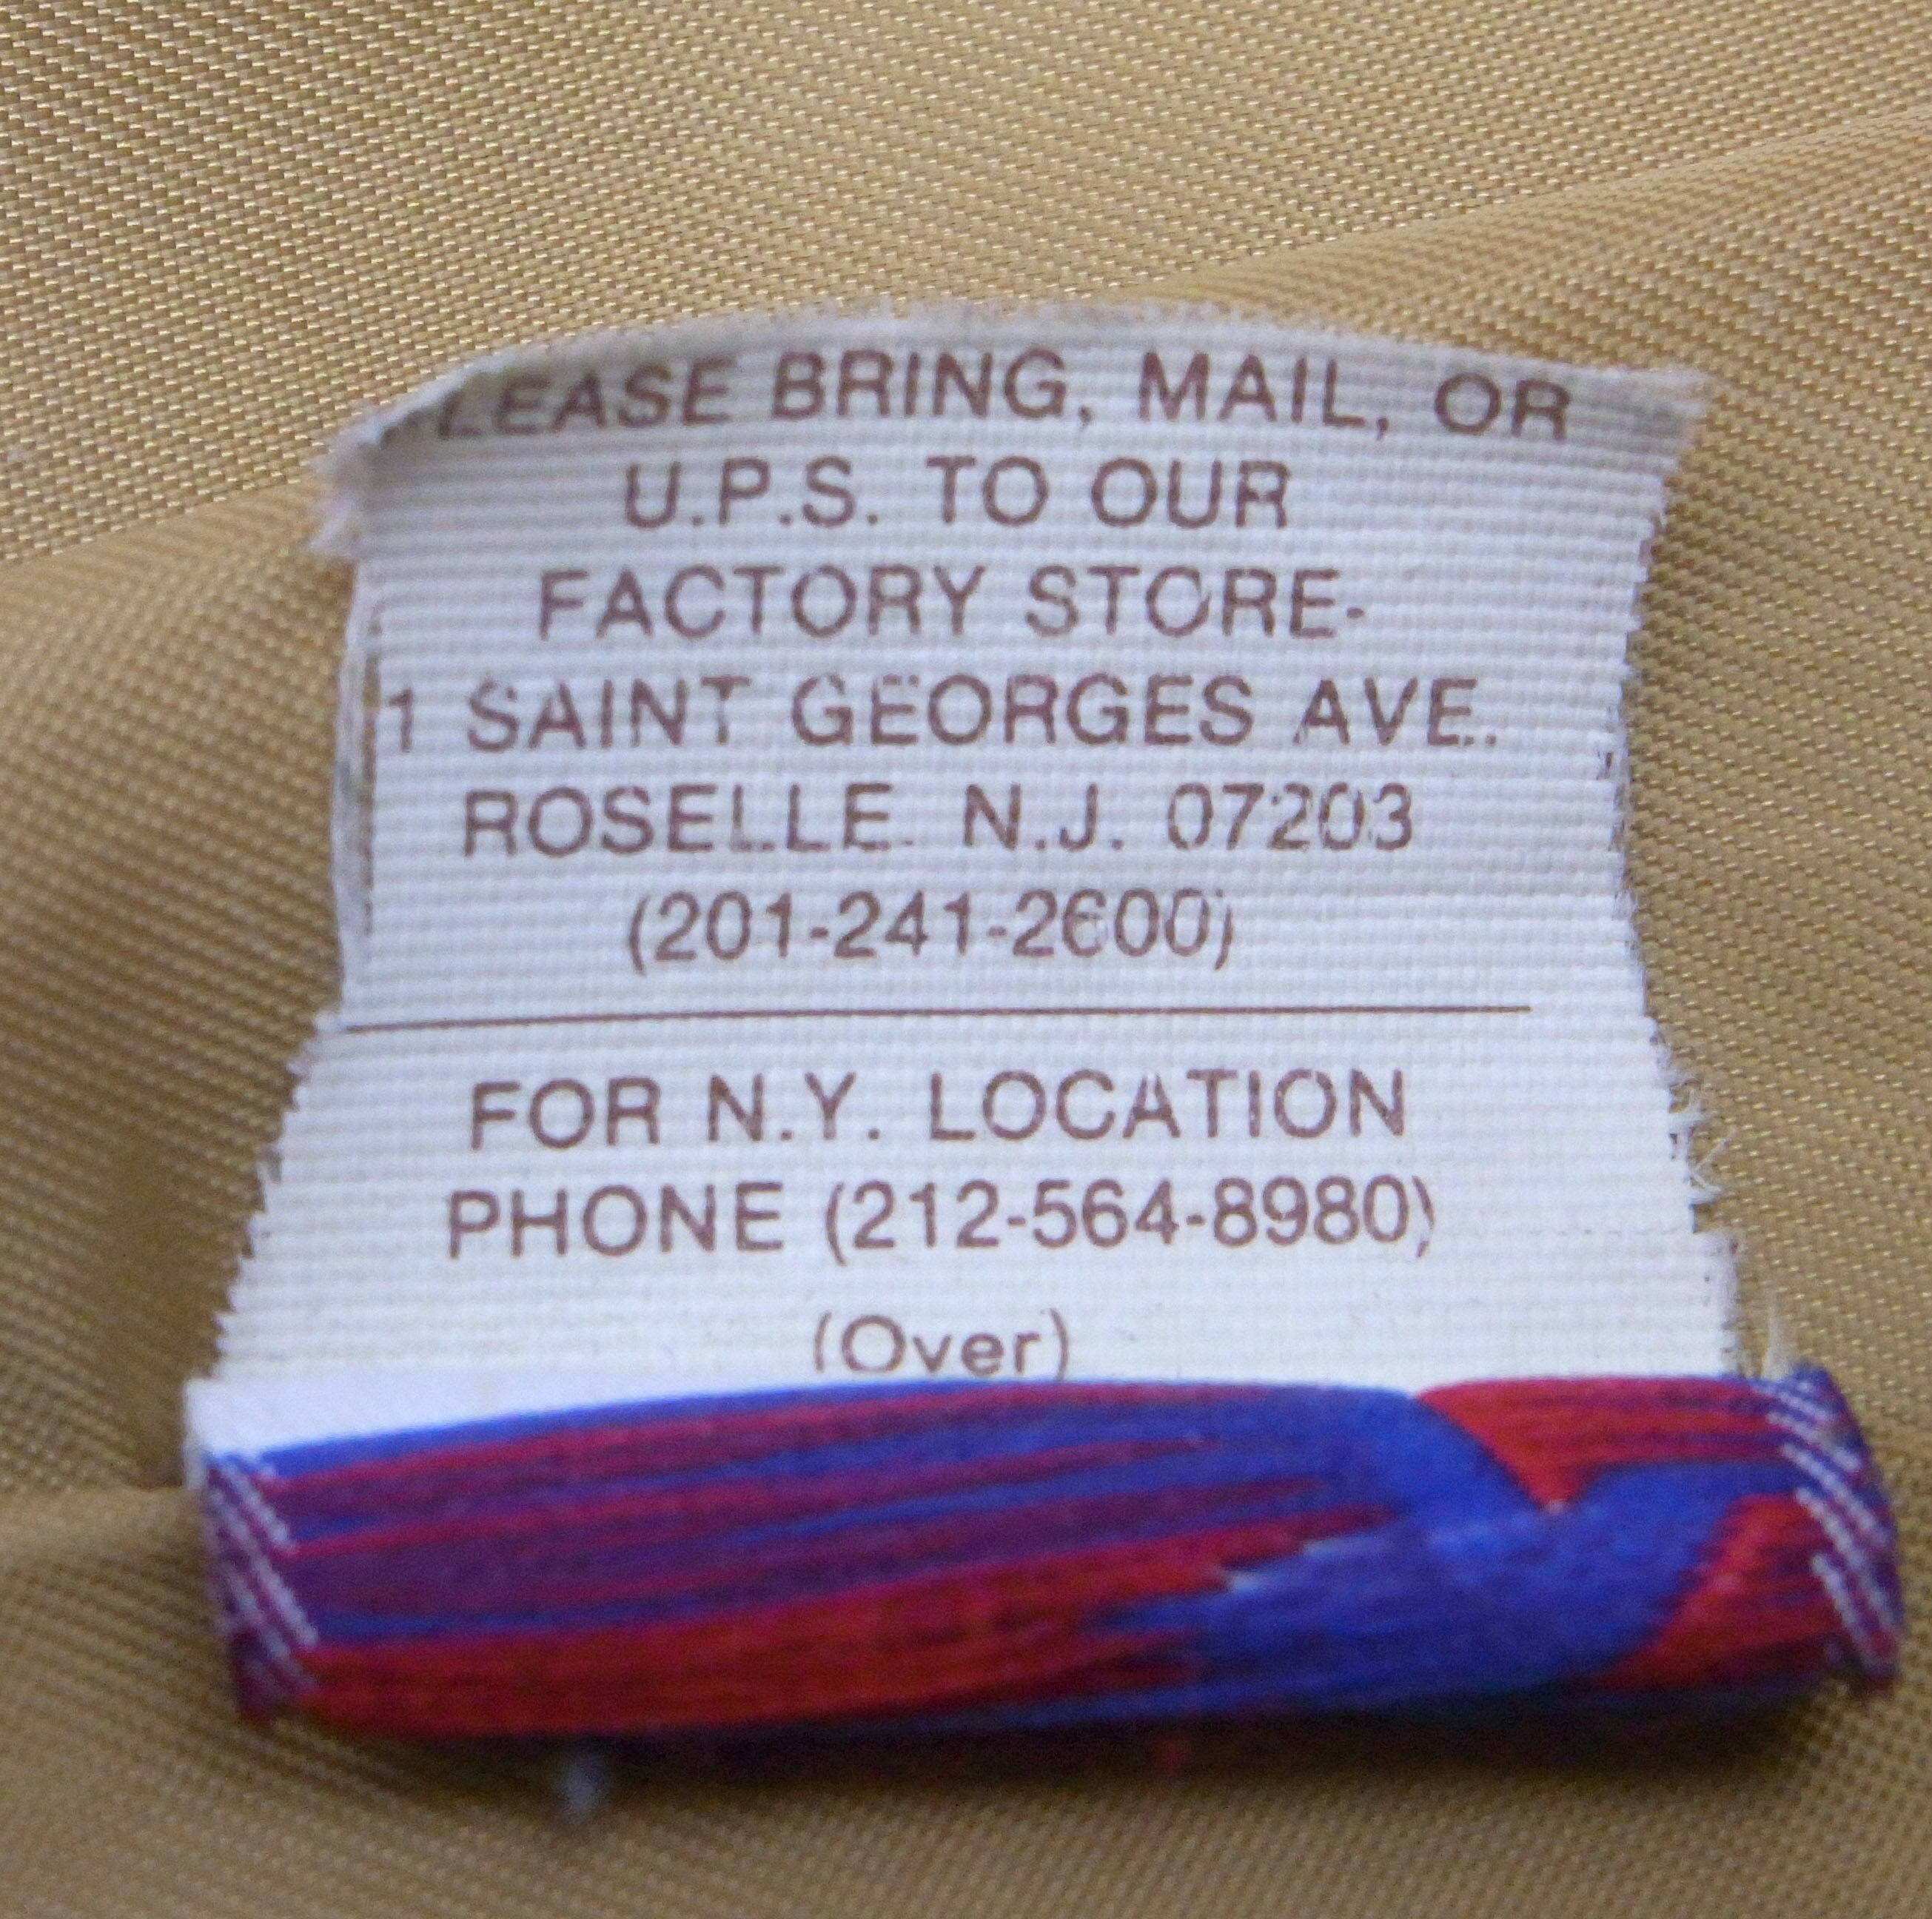 PLEASE BRING, MAIL, OR
U.P.S. TO OUR
FACTORY STORE-
1 SAINT GEORGES AVE.
ROSELLE. N.J. 07203
(201-241-2600)
FOR N.Y. LOCATION
PHONE (212-564-8980)
(Over)